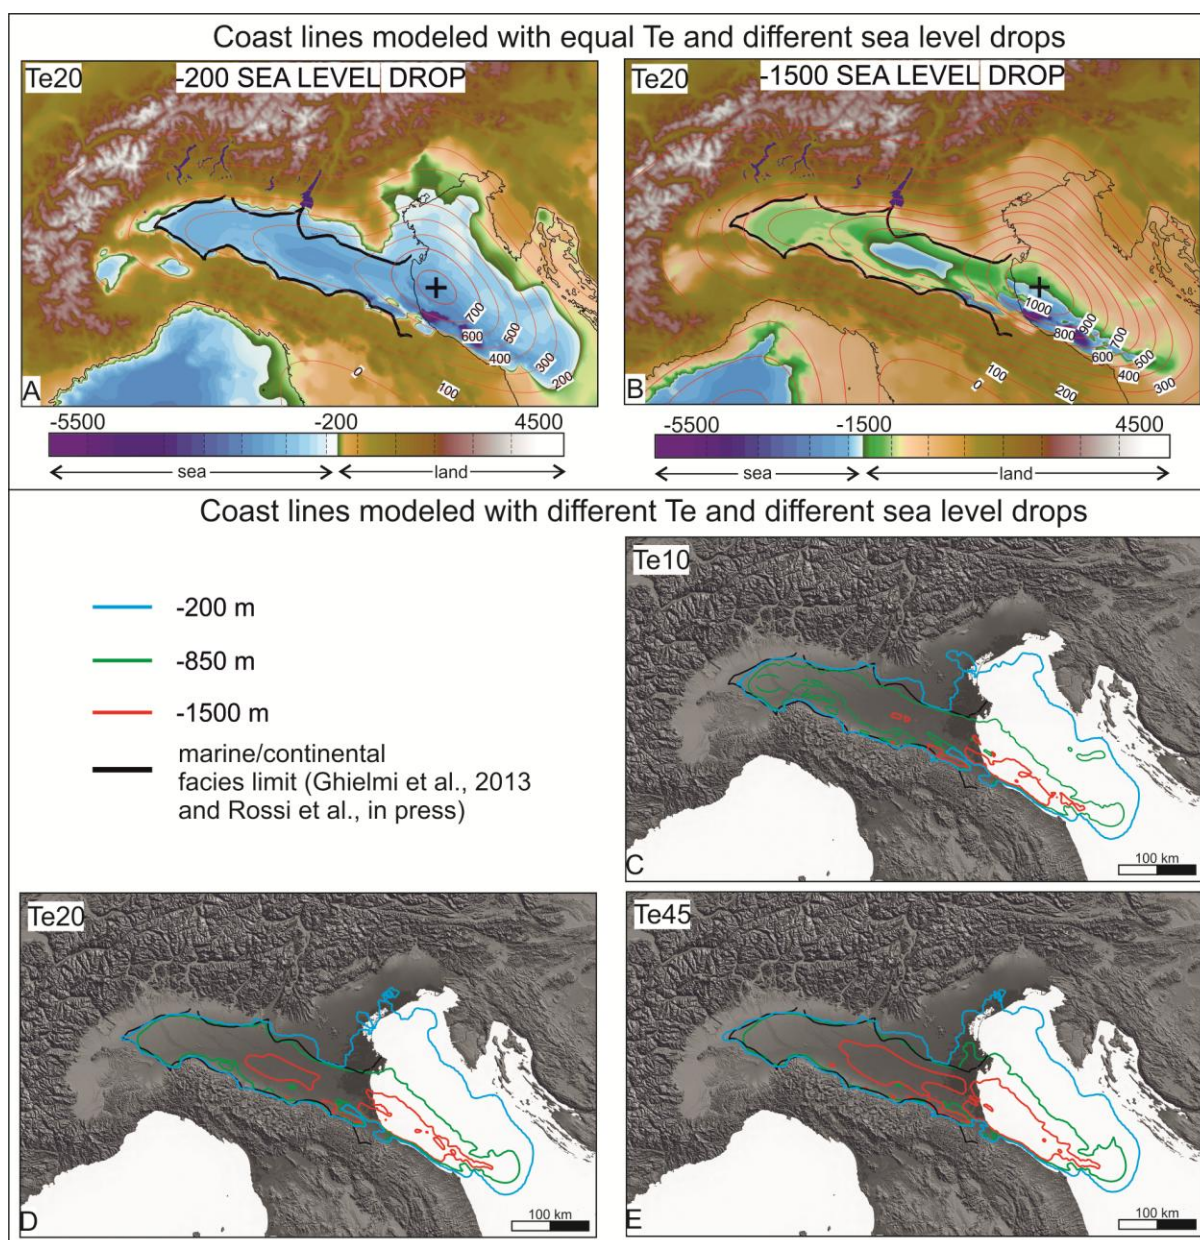 Coast lines modeled with equal Te and different sea level drops
Te20
-200 SEA LEVEL DROP
700
600
500
400
300
200
100
0
A
-5500
-200
4500
sea
land
Te20
-1500 SEA LEVEL DROP
1000
900
800
700
600
500
400
300
200
100
0
B
-5500
-1500
4500
sea
land
Coast lines modeled with different Te and different sea level drops
-200 m
-850 m
-1500 m
marine/continental
facies limit (Ghielmi et al., 2013
and Rossi et al., in press)
Te10
C
100 km
Te20
D
100 km
Te45
E
100 km